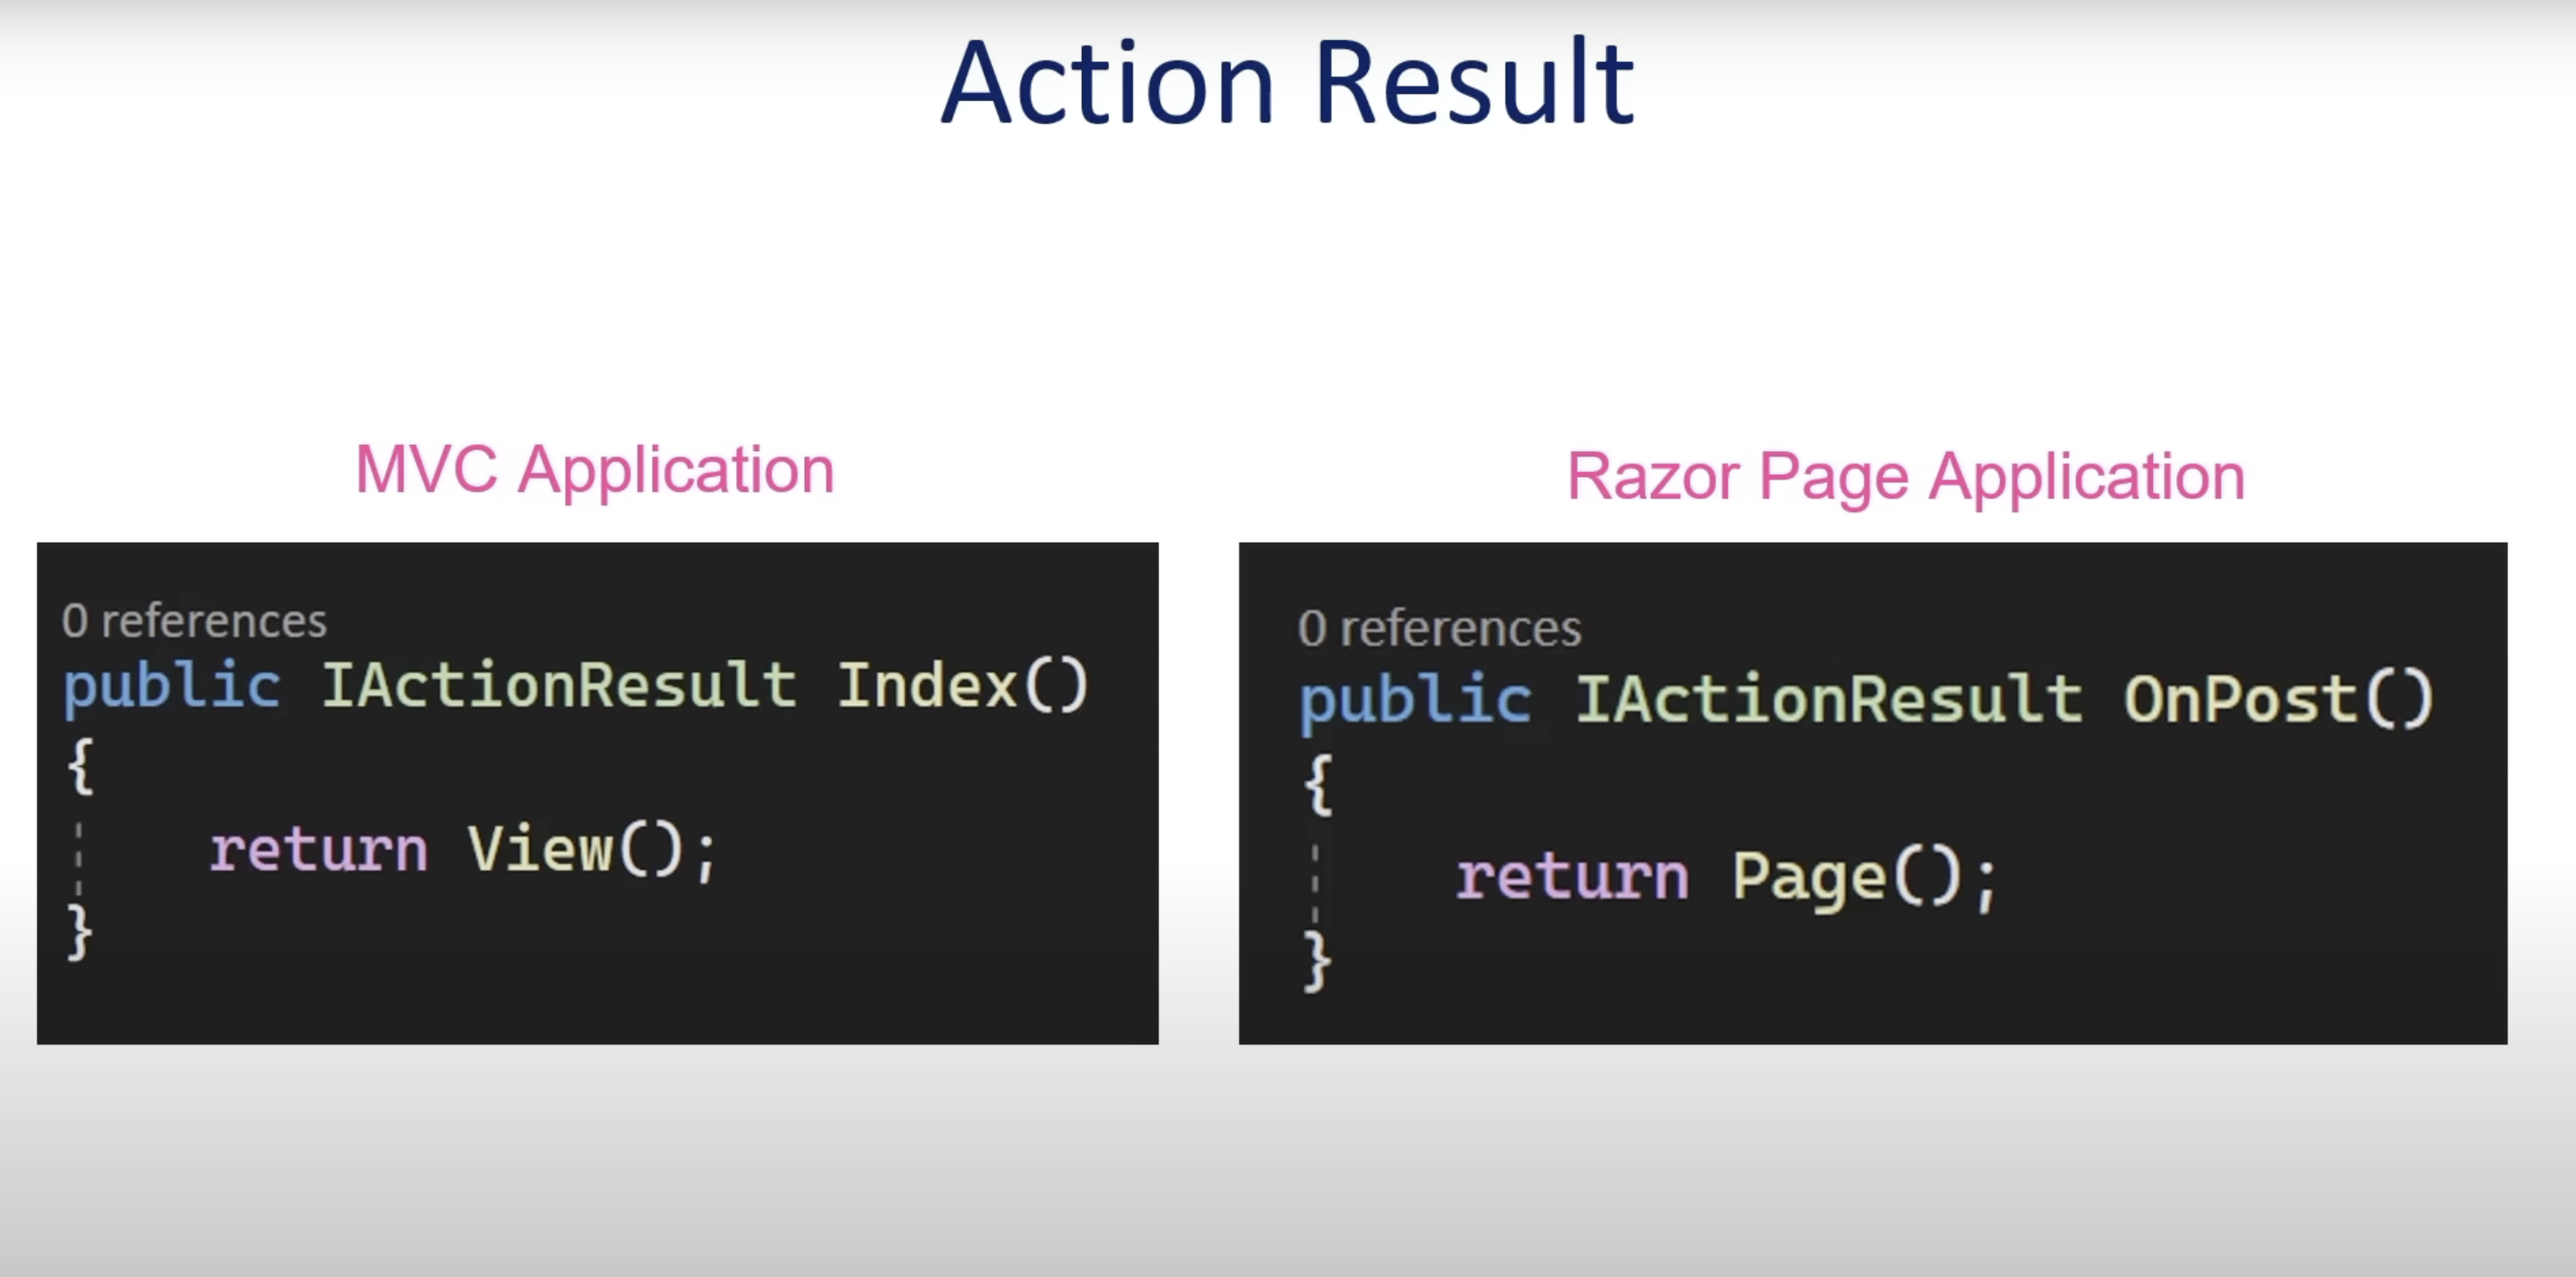 Action Result
MVC Application
0 references
public IActionResult Index()
{
return View();
}
Razor Page Application
0 references
public IActionResult OnPost()
{
return Page();
}